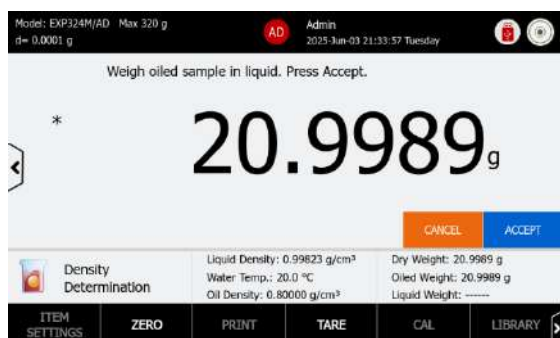 Model: EXP324M/AD Max 320 g
d= 0.0001 g
AD
Admin
2025-Jun-03 21:33:57 Tuesday
Weigh oiled sample in liquid. Press Accept.
*
20.9989 g
CANCEL
ACCEPT
Density
Determination
Liquid Density: 0.99823 g/cm³
Water Temp.: 20.0 °C
Oil Density: 0.80000 g/cm³
Dry Weight: 20.9989 g
Oiled Weight: 20.9989 g
Liquid Weight: ------
ITEM
SETTINGS
ZERO
PRINT
TARE
CAL
LIBRARY